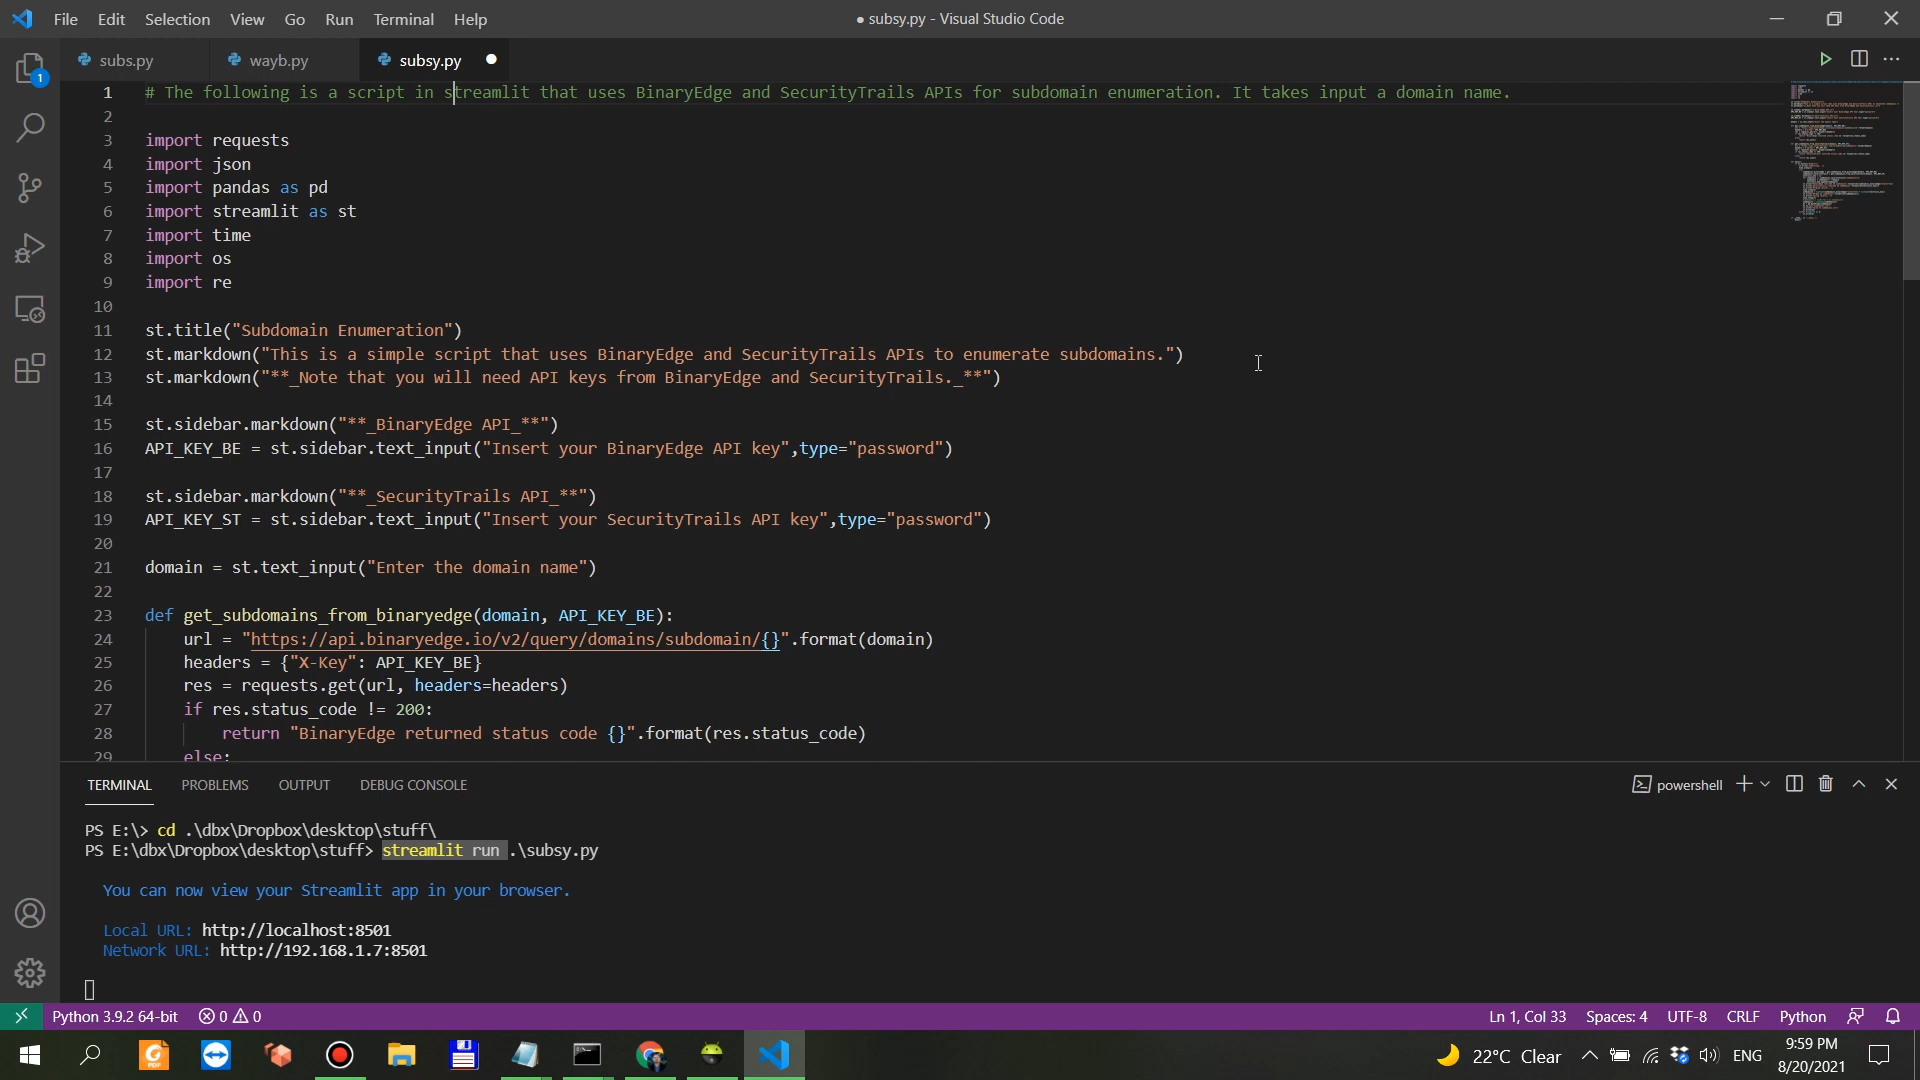 File Edit Selection View Go Run Terminal Help
● subsy.py - Visual Studio Code
subs.py
wayb.py
subsy.py
1
1 # The following is a script in streamlit that uses BinaryEdge and SecurityTrails APIs for subdomain enumeration. It takes input a domain name.
2
3 import requests
4 import json
5 import pandas as pd
6 import streamlit as st
7 import time
8 import os
9 import re
10
11 st.title("Subdomain Enumeration")
12 st.markdown("This is a simple script that uses BinaryEdge and SecurityTrails APIs to enumerate subdomains.")
13 st.markdown("**_Note that you will need API keys from BinaryEdge and SecurityTrails._**")
14
15 st.sidebar.markdown("**_BinaryEdge API_**")
16 API_KEY_BE = st.sidebar.text_input("Insert your BinaryEdge API key",type="password")
17
18 st.sidebar.markdown("**_SecurityTrails API_**")
19 API_KEY_ST = st.sidebar.text_input("Insert your SecurityTrails API key",type="password")
20
21 domain = st.text_input("Enter the domain name")
22
23 def get_subdomains_from_binaryedge(domain, API_KEY_BE):
24 url = "https://api.binaryedge.io/v2/query/domains/subdomain/{}".format(domain)
25 headers = {"X-Key": API_KEY_BE}
26 res = requests.get(url, headers=headers)
27 if res.status_code != 200:
28 return "BinaryEdge returned status code {}".format(res.status_code)
29 else:
TERMINAL PROBLEMS OUTPUT DEBUG CONSOLE
powershell
PS E:\> cd .\dbx\Dropbox\desktop\stuff\
PS E:\dbx\Dropbox\desktop\stuff> streamlit run .\subsy.py
You can now view your Streamlit app in your browser.
Local URL: http://localhost:8501
Network URL: http://192.168.1.7:8501
Python 3.9.2 64-bit 0 0
Ln 1, Col 33 Spaces: 4 UTF-8 CRLF Python
22°C Clear
ENG
9:59 PM
8/20/2021